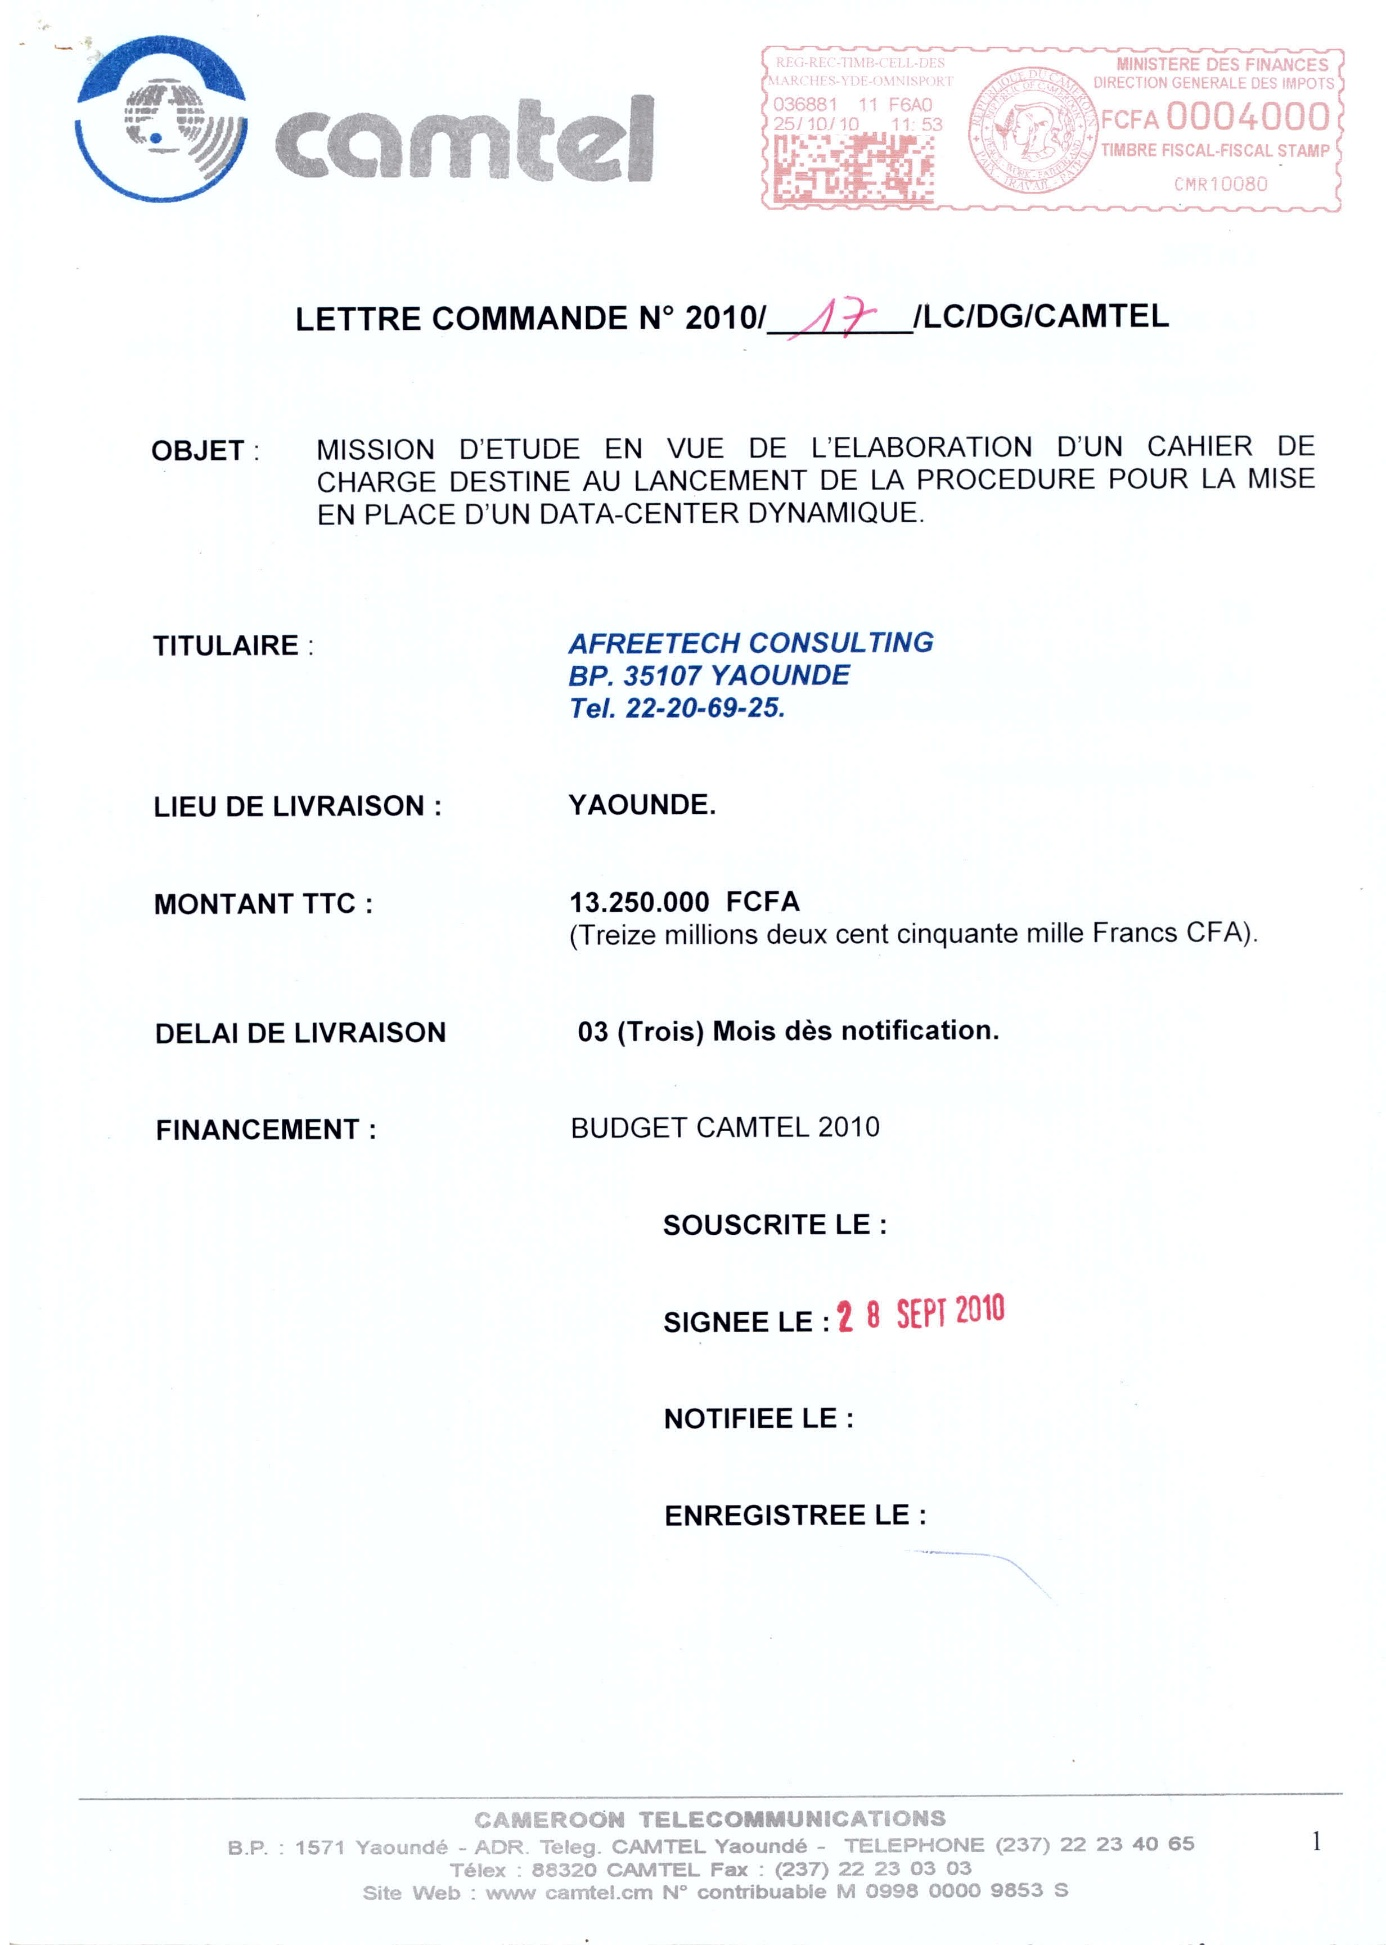 camtel
REG-REC-TIMB-CELL-DES
MARCHES-YDE-OMNISPORT
036881 11 F6A0
25/10/10 11:53
MINISTERE DES FINANCES
DIRECTION GENERALE DES IMPOTS
FCFA 0004000
TIMBRE FISCAL-FISCAL STAMP
CMR10080
LETTRE COMMANDE N° 2010/ 17 /LC/DG/CAMTEL
OBJET : MISSION D'ETUDE EN VUE DE L'ELABORATION D'UN CAHIER DE
CHARGE DESTINE AU LANCEMENT DE LA PROCEDURE POUR LA MISE
EN PLACE D'UN DATA-CENTER DYNAMIQUE.
TITULAIRE : AFREETECH CONSULTING
BP. 35107 YAOUNDE
Tel. 22-20-69-25.
LIEU DE LIVRAISON : YAOUNDE.
MONTANT TTC : 13.250.000 FCFA
(Treize millions deux cent cinquante mille Francs CFA).
DELAI DE LIVRAISON 03 (Trois) Mois dès notification.
FINANCEMENT : BUDGET CAMTEL 2010
SOUSCRITE LE :
SIGNEE LE : 28 SEPT 2010
NOTIFIEE LE :
ENREGISTREE LE :
CAMEROON TELECOMMUNICATIONS
B.P. : 1571 Yaoundé - ADR. Teleg. CAMTEL Yaoundé - TELEPHONE (237) 22 23 40 65
Télex : 88320 CAMTEL Fax : (237) 22 23 03 03
Site Web : www camtel.cm N° contribuable M 0998 0000 9853 S
1